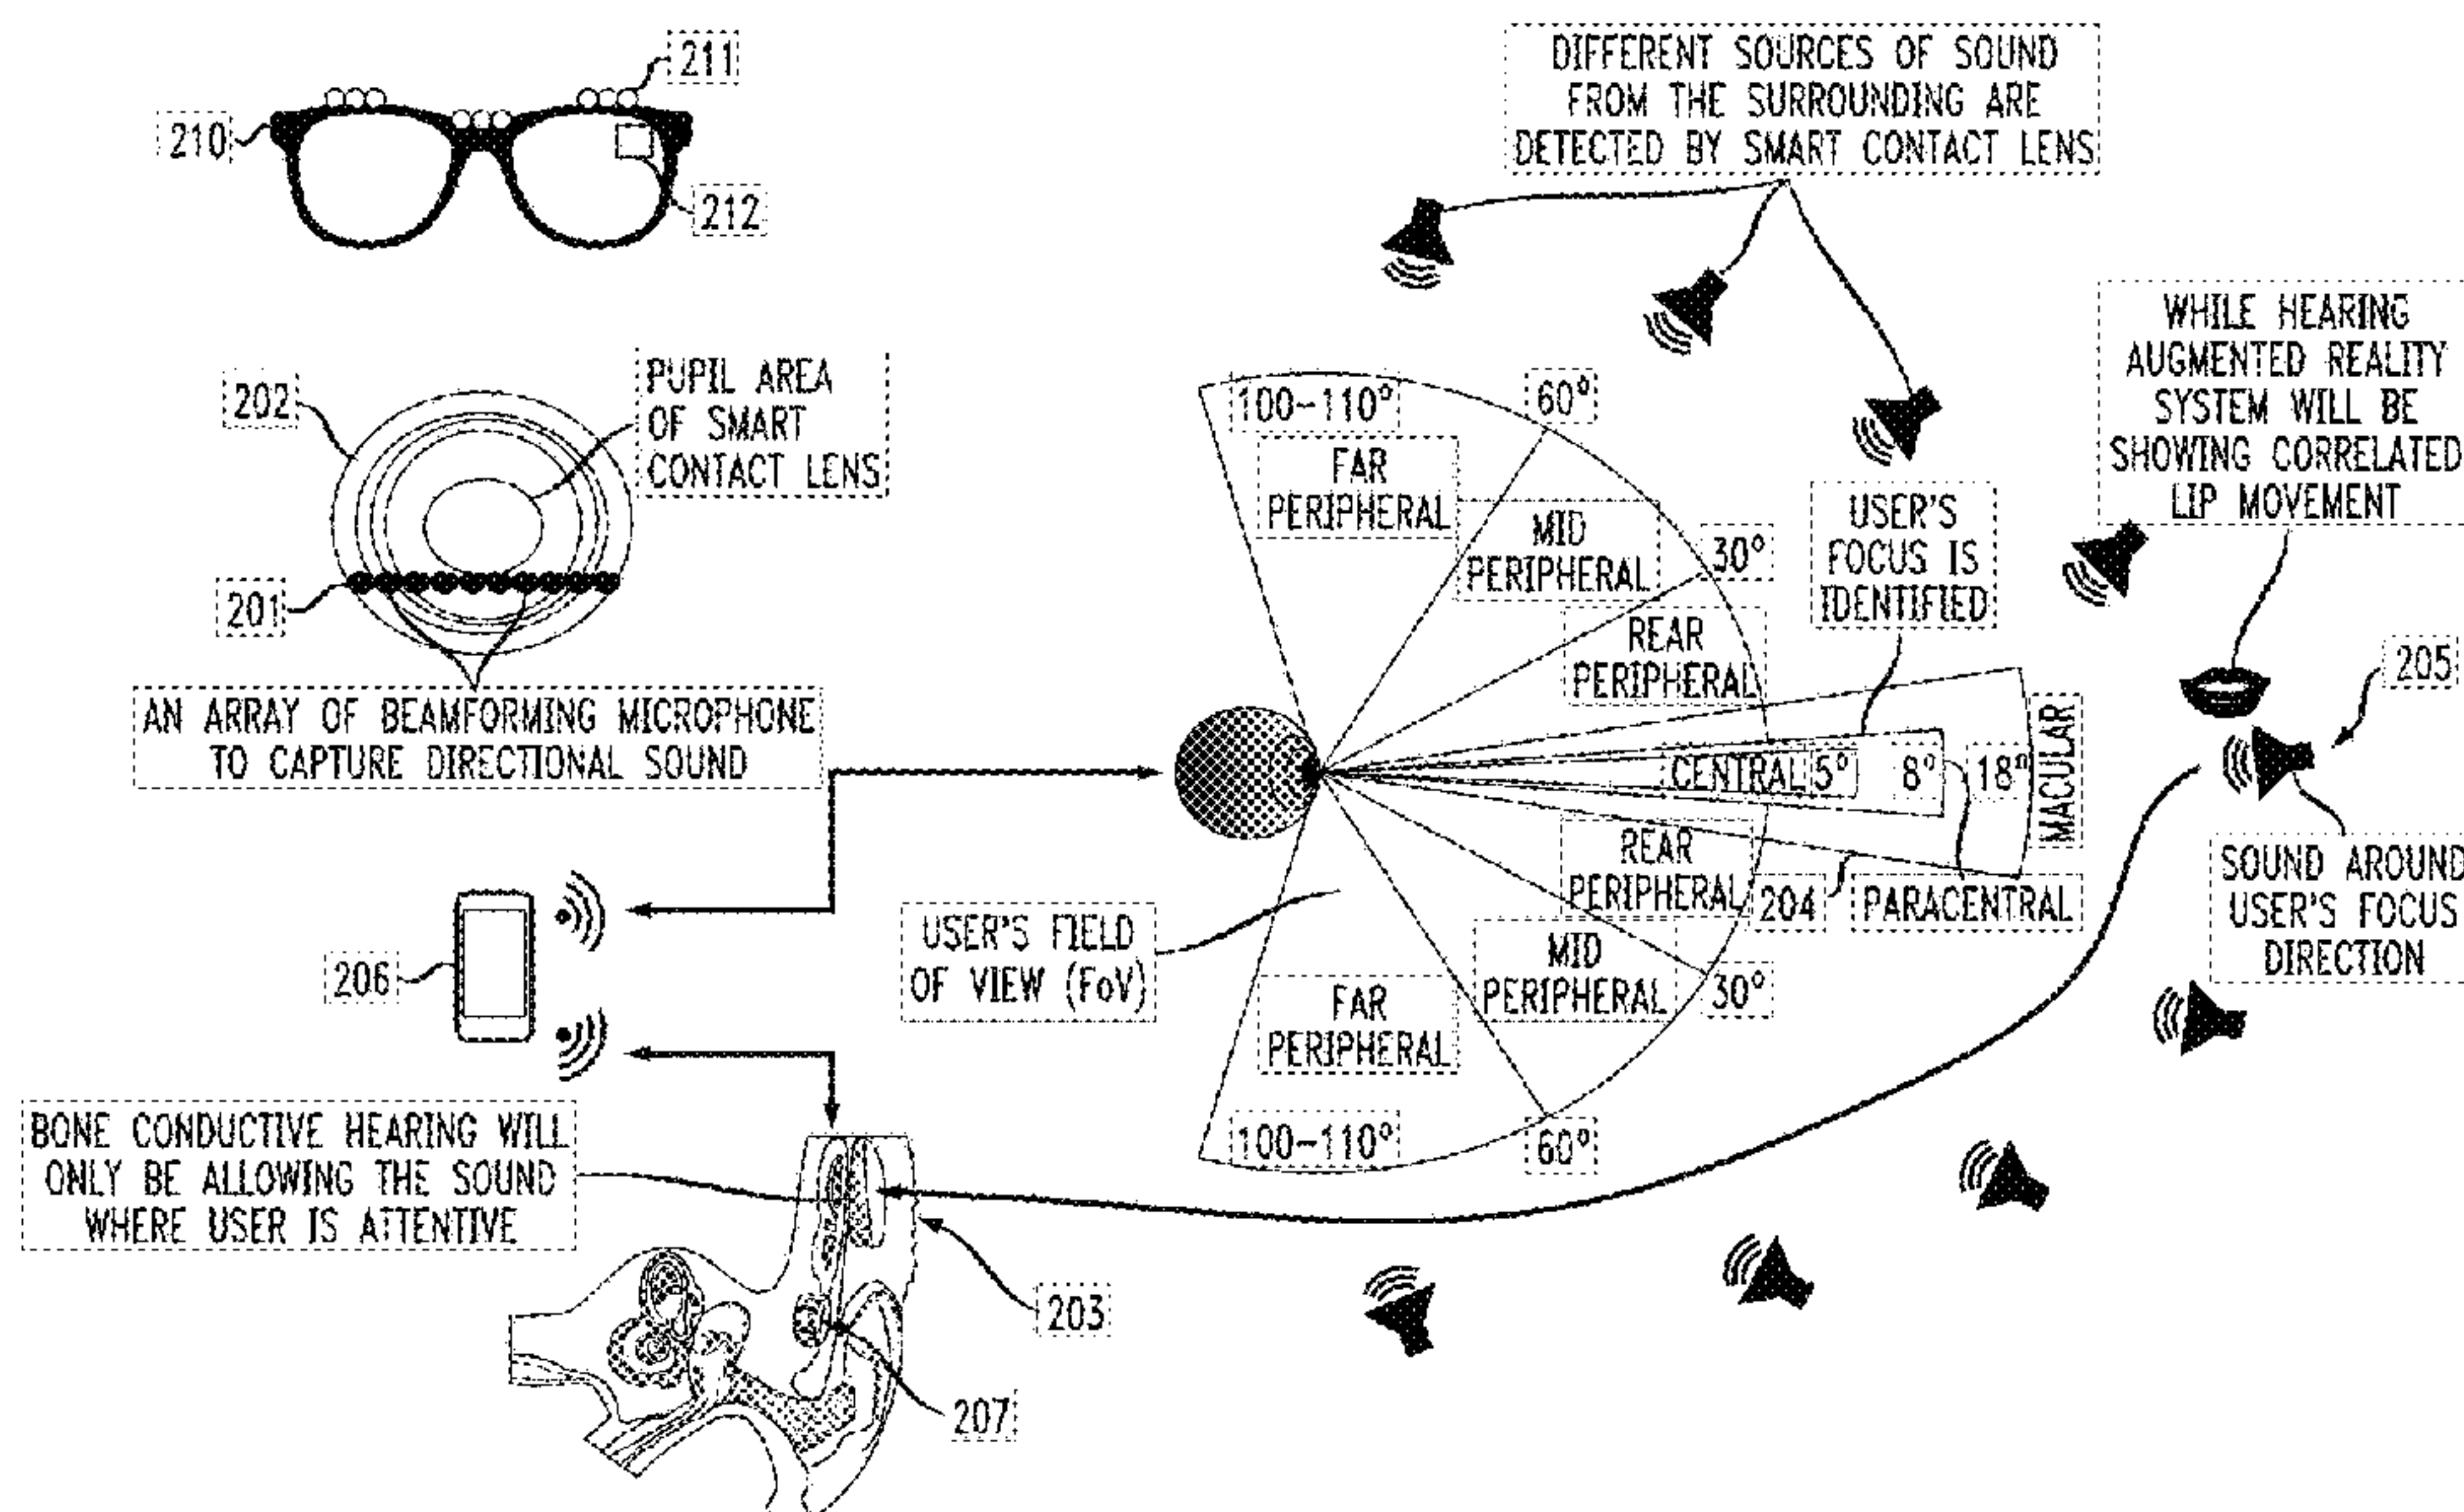 211
210
212
DIFFERENT SOURCES OF SOUND
FROM THE SURROUNDING ARE
DETECTED BY SMART CONTACT LENS
WHILE HEARING
AUGMENTED REALITY
SYSTEM WILL BE
SHOWING CORRELATED
LIP MOVEMENT
202
PUPIL AREA
OF SMART
CONTACT LENS
201
AN ARRAY OF BEAMFORMING MICROPHONE
TO CAPTURE DIRECTIONAL SOUND
100-110°
60°
FAR
PERIPHERAL
MID
PERIPHERAL
30°
USER'S
FOCUS IS
IDENTIFIED
REAR
PERIPHERAL
205
CENTRAL
5°
8°
18°
MACULAR
REAR
PERIPHERAL
204
PARACENTRAL
SOUND AROUND
USER'S FOCUS
DIRECTION
USER'S FIELD
OF VIEW (FoV)
MID
PERIPHERAL
30°
FAR
PERIPHERAL
100-110°
60°
206
BONE CONDUCTIVE HEARING WILL
ONLY BE ALLOWING THE SOUND
WHERE USER IS ATTENTIVE
203
207